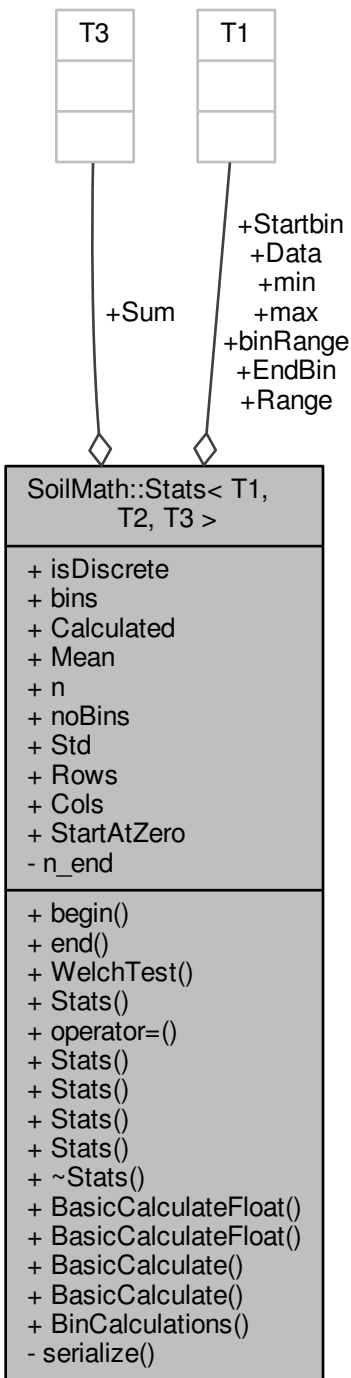 T3
T1
+Startbin
+Data
+min
+max
+binRange
+EndBin
+Range
+Sum
SoilMath::Stats< T1,
T2, T3 >
+ isDiscrete
+ bins
+ Calculated
+ Mean
+ n
+ noBins
+ Std
+ Rows
+ Cols
+ StartAtZero
- n_end
+ begin()
+ end()
+ WelchTest()
+ Stats()
+ operator=()
+ Stats()
+ Stats()
+ Stats()
+ Stats()
+ ~Stats()
+ BasicCalculateFloat()
+ BasicCalculateFloat()
+ BasicCalculate()
+ BasicCalculate()
+ BinCalculations()
- serialize()